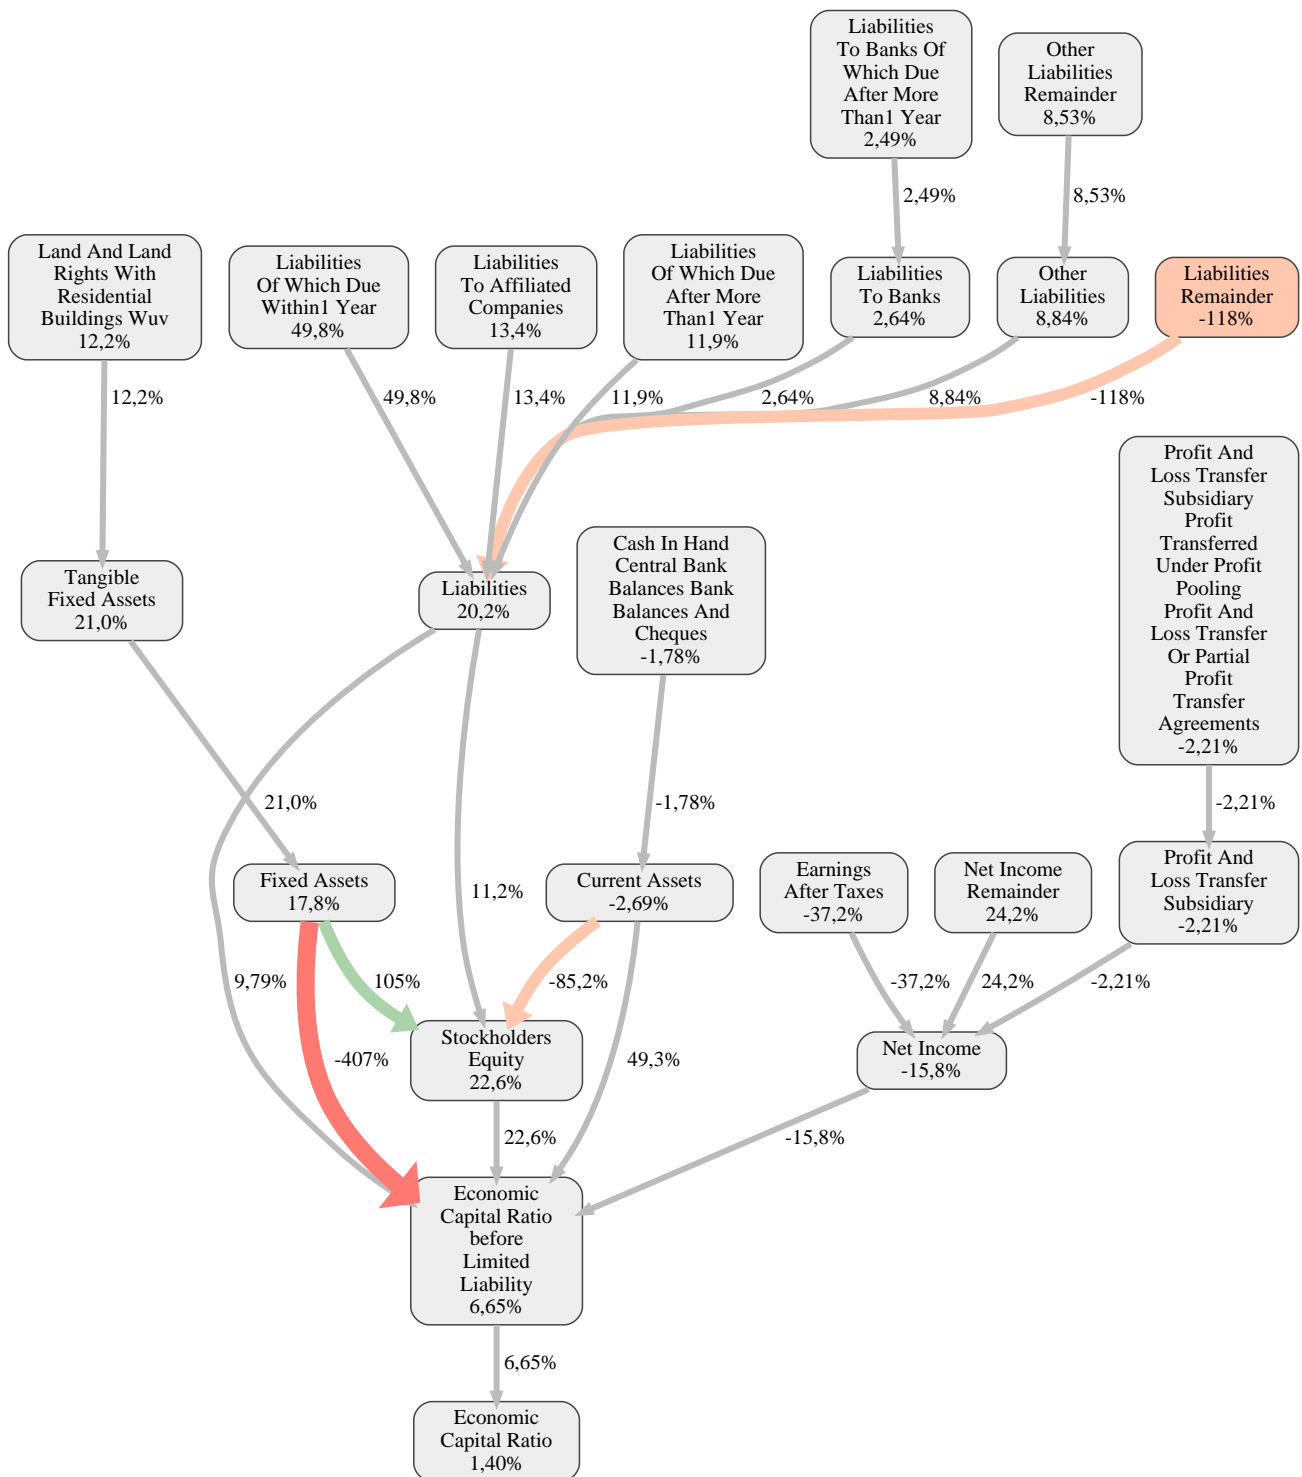 Liabilities
To Banks Of
Which Due
After More
Than1 Year
2,49%
Other
Liabilities
Remainder
8,53%
2,49%
8,53%
Land And Land
Rights With
Residential
Buildings Wuv
12,2%
Liabilities
Of Which Due
Within1 Year
49,8%
Liabilities
To Affiliated
Companies
13,4%
Liabilities
Of Which Due
After More
Than1 Year
11,9%
Liabilities
To Banks
2,64%
Other
Liabilities
8,84%
Liabilities
Remainder
-118%
12,2%
49,8%
13,4%
11,9%
2,64%
8,84%
-118%
Profit And
Loss Transfer
Subsidiary
Profit
Transferred
Under Profit
Pooling
Profit And
Loss Transfer
Or Partial
Profit
Transfer
Agreements
-2,21%
Cash In Hand
Central Bank
Balances Bank
Balances And
Cheques
-1,78%
Tangible
Fixed Assets
21,0%
Liabilities
20,2%
21,0%
-1,78%
-2,21%
Fixed Assets
17,8%
11,2%
Current Assets
-2,69%
Earnings
After Taxes
-37,2%
Net Income
Remainder
24,2%
Profit And
Loss Transfer
Subsidiary
-2,21%
9,79%
105%
-85,2%
-37,2%
24,2%
-2,21%
-407%
Stockholders
Equity
22,6%
49,3%
Net Income
-15,8%
22,6%
-15,8%
Economic
Capital Ratio
before
Limited
Liability
6,65%
6,65%
Economic
Capital Ratio
1,40%